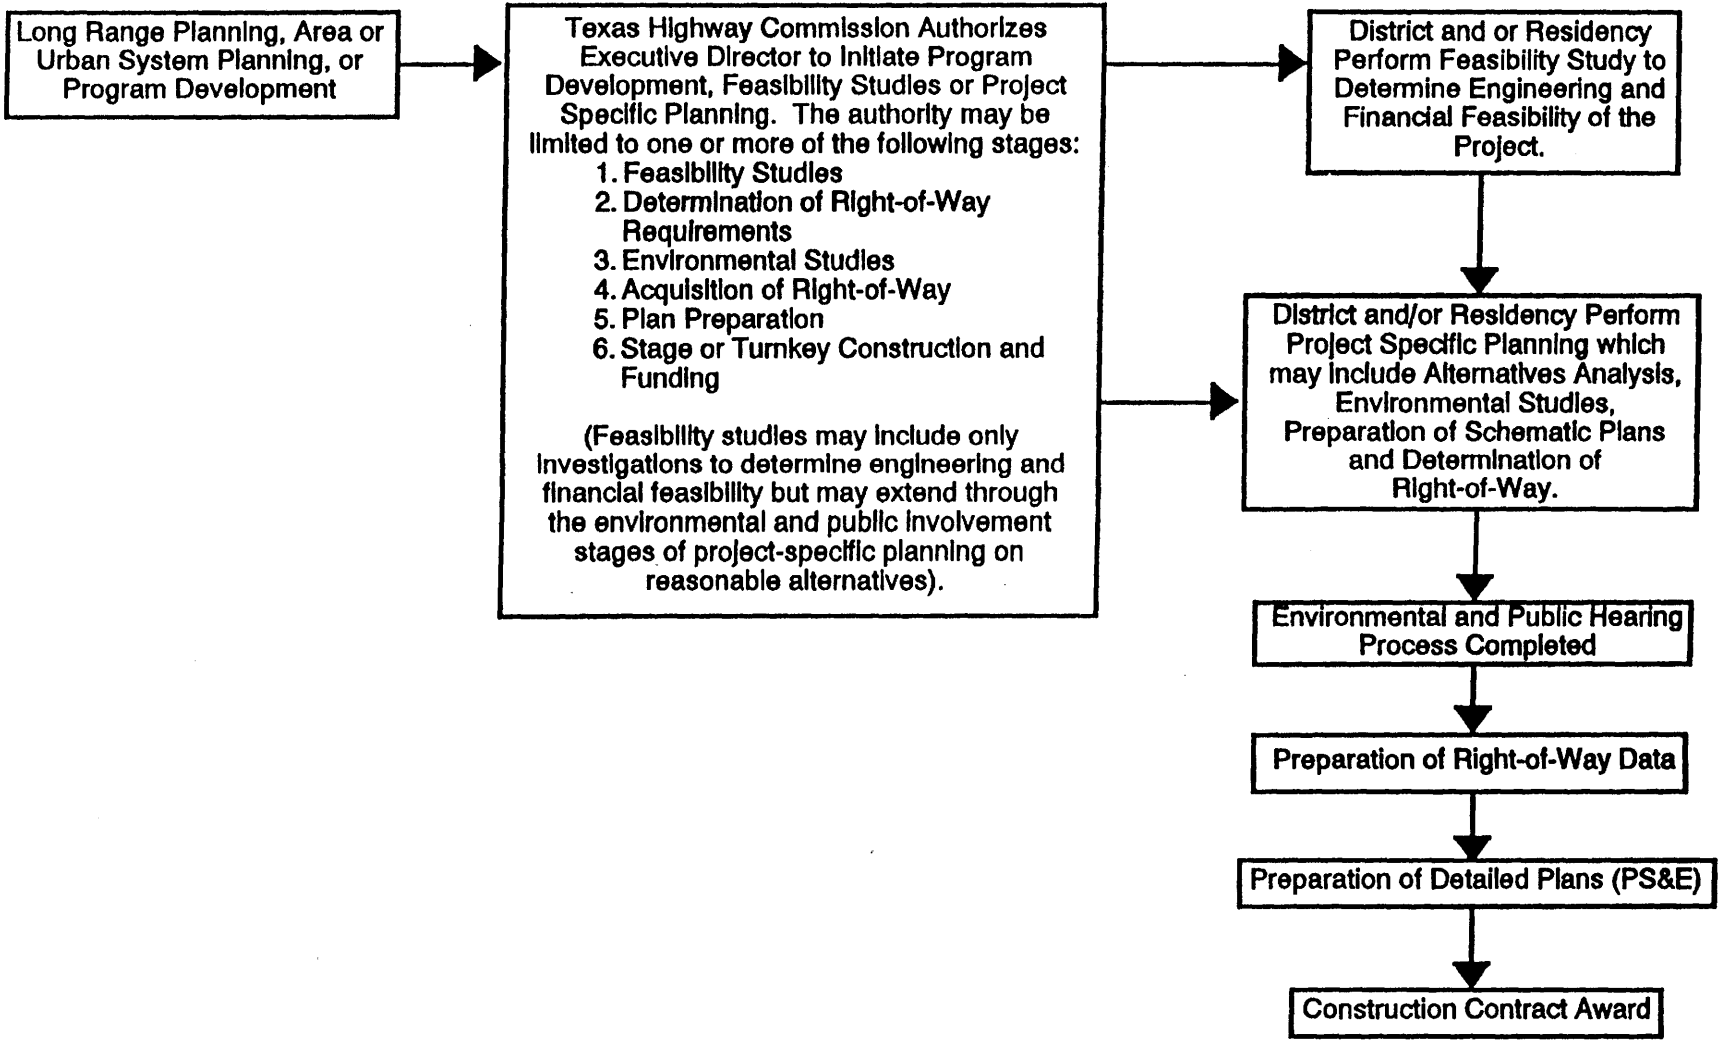 Long Range Planning, Area or
Urban System Planning, or
Program Development
Texas Highway Commission Authorizes
Executive Director to Initiate Program
Development, Feasibility Studies or Project
Specific Planning. The authority may be
limited to one or more of the following stages:
1. Feasibility Studies
2. Determination of Right-of-Way
Requirements
3. Environmental Studies
4. Acquisition of Right-of-Way
5. Plan Preparation
6. Stage or Turnkey Construction and
Funding
(Feasibility studies may include only
investigations to determine engineering and
financial feasibility but may extend through
the environmental and public involvement
stages of project-specific planning on
reasonable alternatives).
District and or Residency
Perform Feasibility Study to
Determine Engineering and
Financial Feasibility of the
Project.
District and/or Residency Perform
Project Specific Planning which
may include Alternatives Analysis,
Environmental Studies,
Preparation of Schematic Plans
and Determination of
Right-of-Way.
Environmental and Public Hearing
Process Completed
Preparation of Right-of-Way Data
Preparation of Detailed Plans (PS&E)
Construction Contract Award